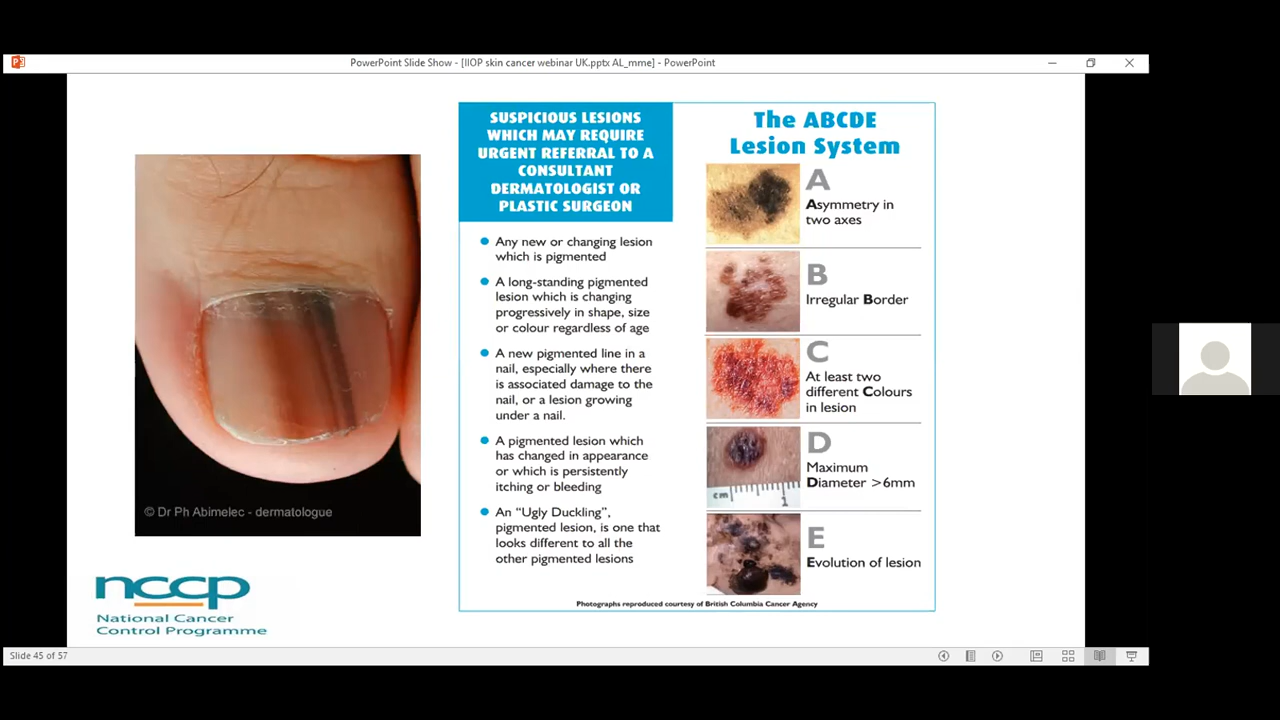 PowerPoint Slide Show - [IIOP skin cancer webinar UK.pptx AL_mme] - PowerPoint
SUSPICIOUS LESIONS
WHICH MAY REQUIRE
URGENT REFERRAL TO A
CONSULTANT
DERMATOLOGIST OR
PLASTIC SURGEON
Any new or changing lesion
which is pigmented
A long-standing pigmented
lesion which is changing
progressively in shape, size
or colour regardless of age
A new pigmented line in a
nail, especially where there
is associated damage to the
nail, or a lesion growing
under a nail.
A pigmented lesion which
has changed in appearance
or which is persistently
itching or bleeding
An “Ugly Duckling”,
pigmented lesion, is one that
looks different to all the
other pigmented lesions
The ABCDE
Lesion System
A
Asymmetry in
two axes
B
Irregular Border
C
At least two
different Colours
in lesion
D
Maximum
Diameter >6mm
cm 1
E
Evolution of lesion
Photographs reproduced courtesy of British Columbia Cancer Agency
© Dr Ph Abimelec - dermatologue
nccp
National Cancer
Control Programme
Slide 45 of 57